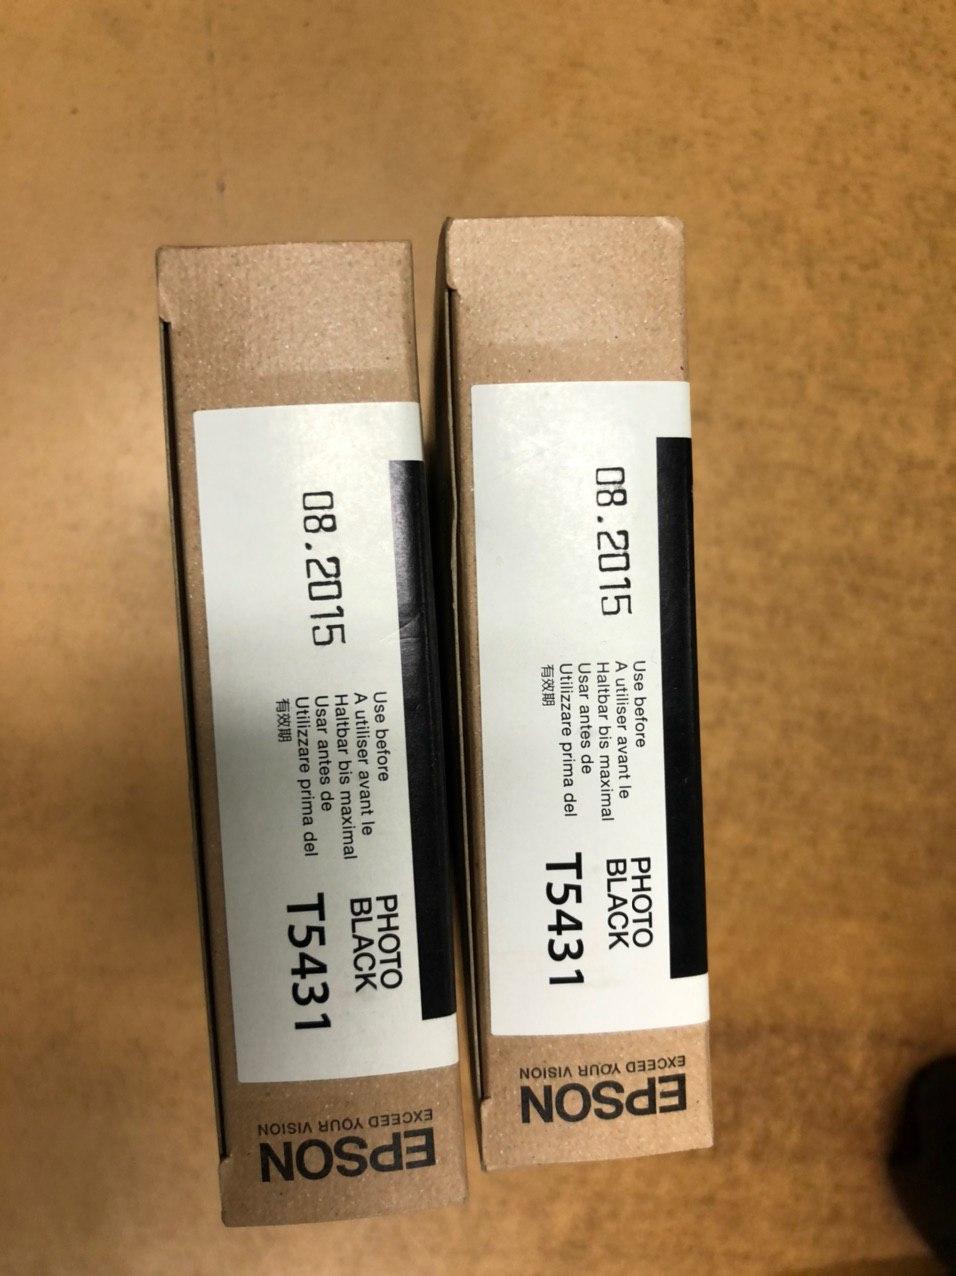 08.2015
Use before
A utiliser avant le
Haltbar bis maximal
Usar antes de
Utilizzare prima del
有效期
PHOTO
BLACK
T5431
EPSON
EXCEED YOUR VISION
08.2015
Use before
A utiliser avant le
Haltbar bis maximal
Usar antes de
Utilizzare prima del
有效期
PHOTO
BLACK
T5431
EPSON
EXCEED YOUR VISION